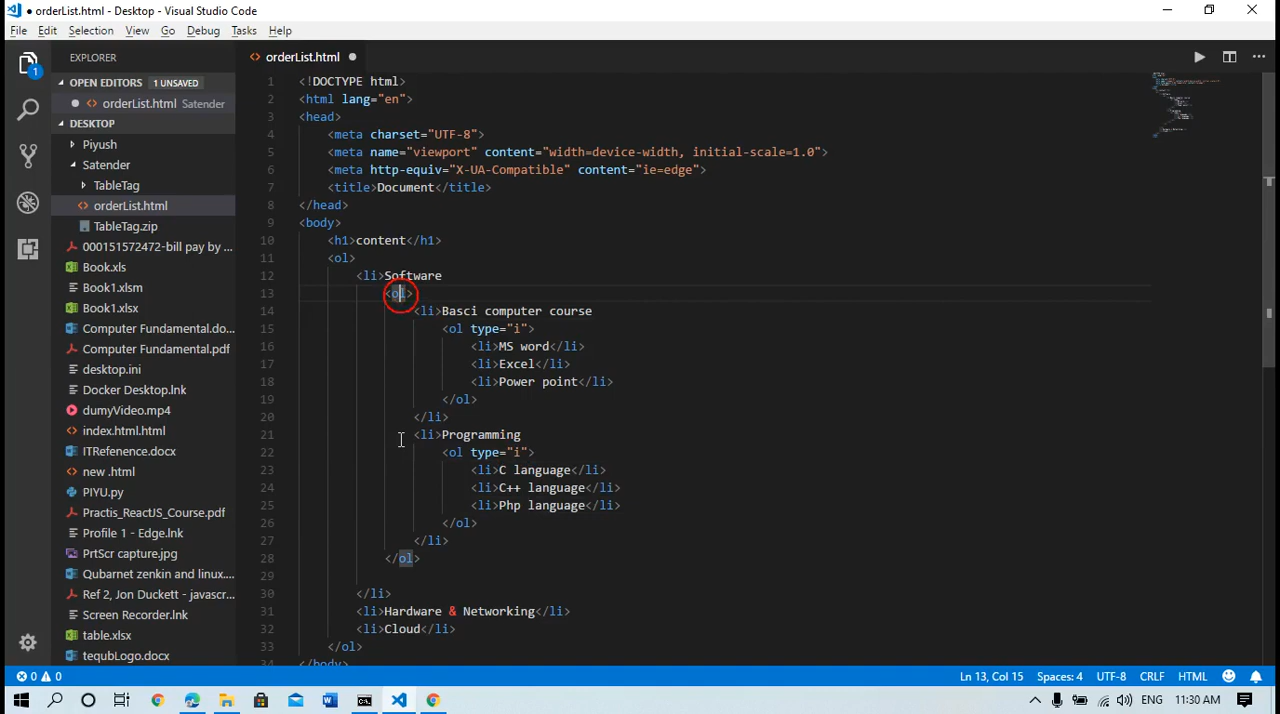 orderList.html - Desktop - Visual Studio Code
File Edit Selection View Go Debug Tasks Help
EXPLORER
OPEN EDITORS 1 UNSAVED
orderList.html Satender
DESKTOP
Piyush
Satender
TableTag
orderList.html
TableTag.zip
000151572472-bill pay by ...
Book.xls
Book1.xlsm
Book1.xlsx
Computer Fundamental.do...
Computer Fundamental.pdf
desktop.ini
Docker Desktop.lnk
dumyVideo.mp4
index.html.html
ITRefenence.docx
new .html
PIYU.py
Practis_ReactJS_Course.pdf
Profile 1 - Edge.lnk
PrtScr capture.jpg
Qubarnet zenkin and linux....
Ref 2, Jon Duckett - javascr...
Screen Recorder.lnk
table.xlsx
tequbLogo.docx
1
orderList.html
1 <!DOCTYPE html>
2 <html lang="en">
3 <head>
4 <meta charset="UTF-8">
5 <meta name="viewport" content="width=device-width, initial-scale=1.0">
6 <meta http-equiv="X-UA-Compatible" content="ie=edge">
7 <title>Document</title>
8 </head>
9 <body>
10 <h1>content</h1>
11 <ol>
12 <li>Software
13 <ol>
14 <li>Basci computer course
15 <ol type="i">
16 <li>MS word</li>
17 <li>Excel</li>
18 <li>Power point</li>
19 </ol>
20 </li>
21 <li>Programming
22 <ol type="i">
23 <li>C language</li>
24 <li>C++ language</li>
25 <li>Php language</li>
26 </ol>
27 </li>
28 </ol>
29
30 </li>
31 <li>Hardware & Networking</li>
32 <li>Cloud</li>
33 </ol>
34 </body>
0 0 Ln 13, Col 15 Spaces: 4 UTF-8 CRLF HTML
ENG 11:30 AM